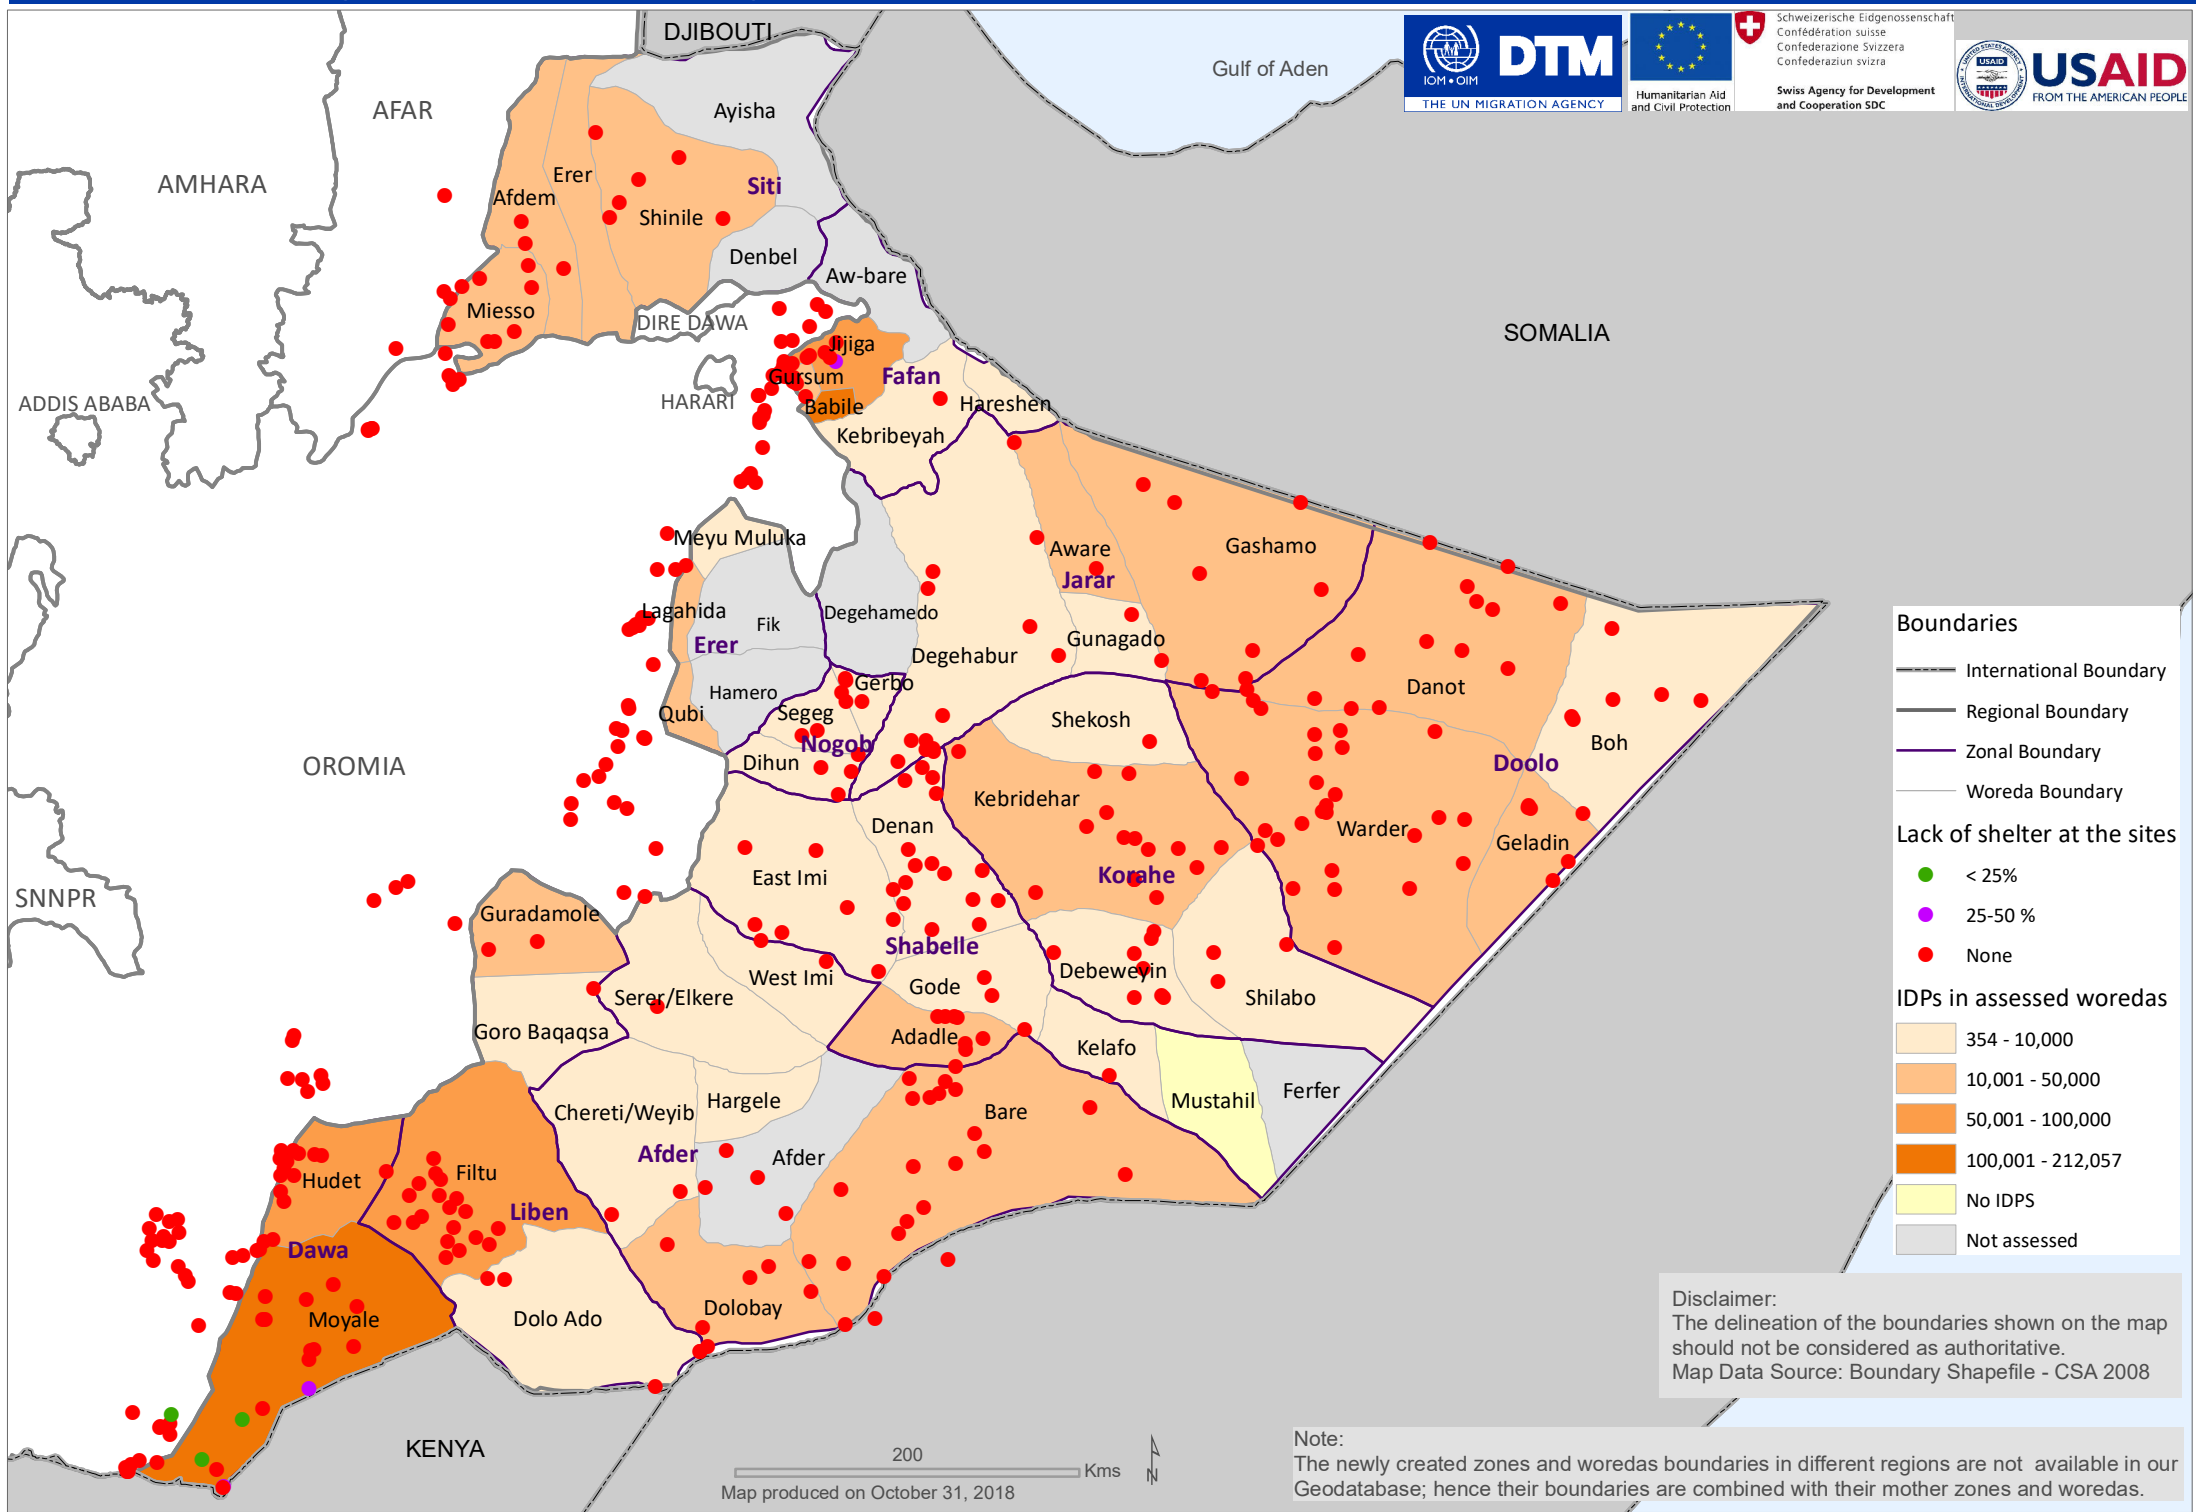 DJIBOUTI
Gulf of Aden
IOM • OIM
DTM
THE UN MIGRATION AGENCY
Humanitarian Aid
and Civil Protection
Schweizerische Eidgenossenschaft
Confédération suisse
Confederazione Svizzera
Confederaziun svizra
Swiss Agency for Development
and Cooperation SDC
USAID
USAID
FROM THE AMERICAN PEOPLE
AFAR
AMHARA
Ayisha
Erer
Afdem
Siti
Shinile
Denbel
Aw-bare
Miesso
DIRE DAWA
SOMALIA
Jijiga
Gursum
Fafan
HARARI
ADDIS ABABA
Babile
Hareshen
Kebribeyah
Meyu Muluka
Aware
Gashamo
Jarar
Lagahida
Fik
Degehamedo
Erer
Gunagado
Degehabur
Hamero
Gerbo
Danot
Qubi
Segeg
Shekosh
Nogob
Boh
Dihun
Doolo
OROMIA
Kebridehar
Denan
Warder
Geladin
East Imi
Korahe
SNNPR
Guradamole
Shabelle
West Imi
Debeweyin
Gode
Serer/Elkere
Shilabo
Goro Baqaqsa
Adadle
Kelafo
Hargele
Mustahil
Ferfer
Chereti/Weyib
Bare
Afder
Afder
Filtu
Hudet
Liben
Dawa
Moyale
Dolo Ado
Dolobay
KENYA
Boundaries
International Boundary
Regional Boundary
Zonal Boundary
Woreda Boundary
Lack of shelter at the sites
< 25%
25-50 %
None
IDPs in assessed woredas
354 - 10,000
10,001 - 50,000
50,001 - 100,000
100,001 - 212,057
No IDPS
Not assessed
Disclaimer:
The delineation of the boundaries shown on the map
should not be considered as authoritative.
Map Data Source: Boundary Shapefile - CSA 2008
200
Kms
N
Map produced on October 31, 2018
Note:
The newly created zones and woredas boundaries in different regions are not available in our
Geodatabase; hence their boundaries are combined with their mother zones and woredas.